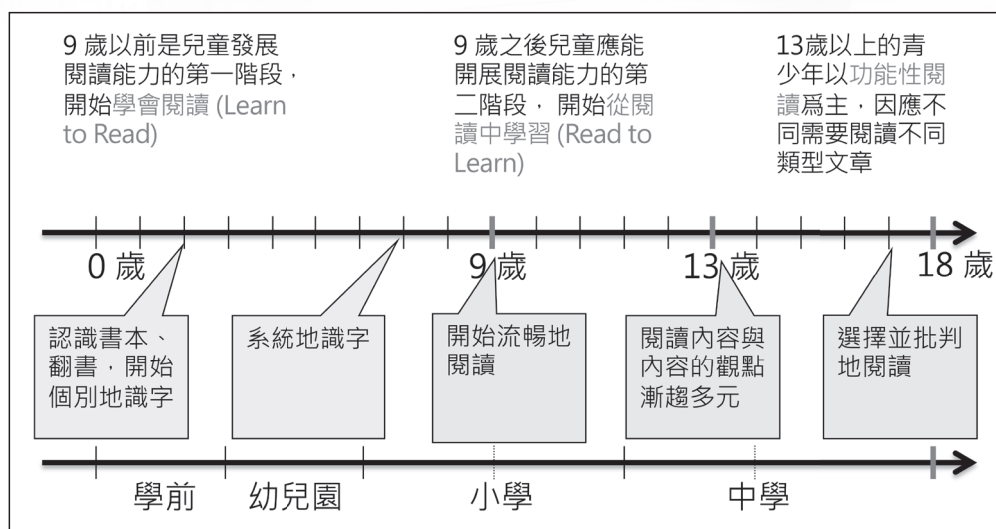 9 歲以前是兒童發展
閱讀能力的第一階段，
開始學會閱讀 (Learn
to Read)
9 歲之後兒童應能
開展閱讀能力的第
二階段， 開始從閱
讀中學習 (Read to
Learn)
13歲以上的青
少年以功能性閱
讀爲主，因應不
同需要閱讀不同
類型文章
0 歲
9 歲
13 歲
18 歲
認識書本、
翻書，開始
個別地識字
系統地識字
開始流暢地
閱讀
閱讀內容與
內容的觀點
漸趨多元
選擇並批判
地閱讀
學前
幼兒園
小學
中學